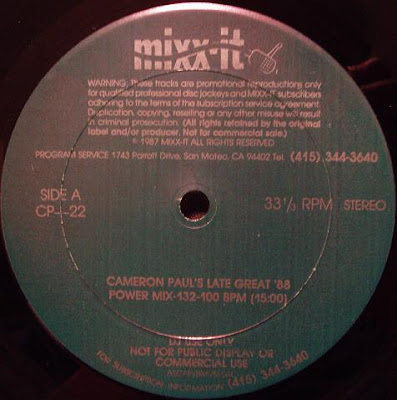 mixx-it
WARNING: These tracks are promotional reproductions only
for qualified professional disc jockeys and MIXX-IT subscribers
adhering to the terms of the subscription service agreement.
Duplication, copying, reselling or any other misuse will result
in criminal prosecution. (All rights retained by the original
label and/or producer. Not for commercial sale.)
© 1987 MIXX-IT ALL RIGHTS RESERVED
PROGRAM SERVICE 1743 Parrott Drive, San Mateo, CA 94402 Tel. (415) 344-3640
SIDE A
CP-I-22
33⅓ RPM STEREO
CAMERON PAUL'S LATE GREAT '88
POWER MIX-132-100 BPM (15:00)
DJ USE ONLY
NOT FOR PUBLIC DISPLAY OR
COMMERCIAL USE
FOR SUBSCRIPTION INFORMATION (415) 344-3640